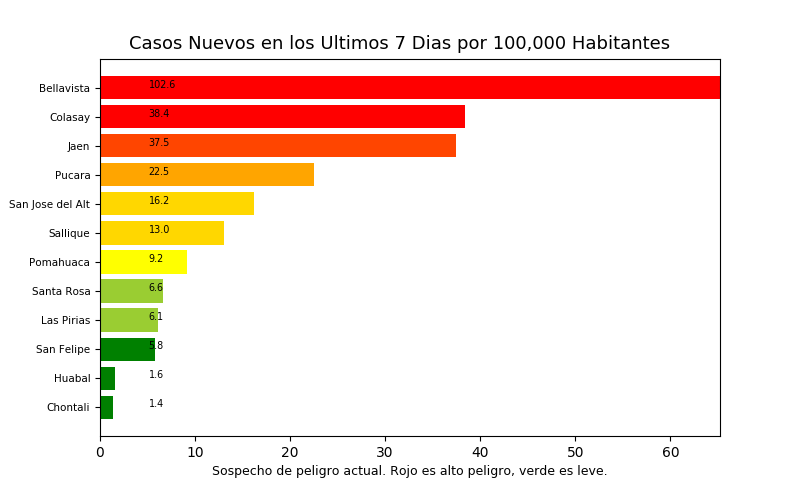 Casos Nuevos en los Ultimos 7 Dias por 100,000 Habitantes
Bellavista 102.6
Colasay 38.4
Jaen 37.5
Pucara 22.5
San Jose del Alt 16.2
Sallique 13.0
Pomahuaca 9.2
Santa Rosa 6.6
Las Pirias 6.1
San Felipe 5.8
Huabal 1.6
Chontali 1.4
0 10 20 30 40 50 60
Sospecho de peligro actual. Rojo es alto peligro, verde es leve.